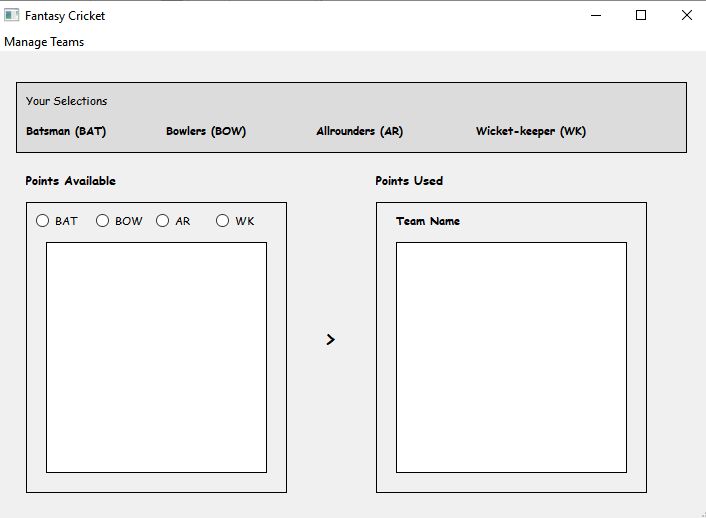 Fantasy Cricket
Manage Teams
Your Selections
Batsman (BAT) Bowlers (BOW) Allrounders (AR) Wicket-keeper (WK)
Points Available Points Used
BAT BOW AR WK Team Name
>